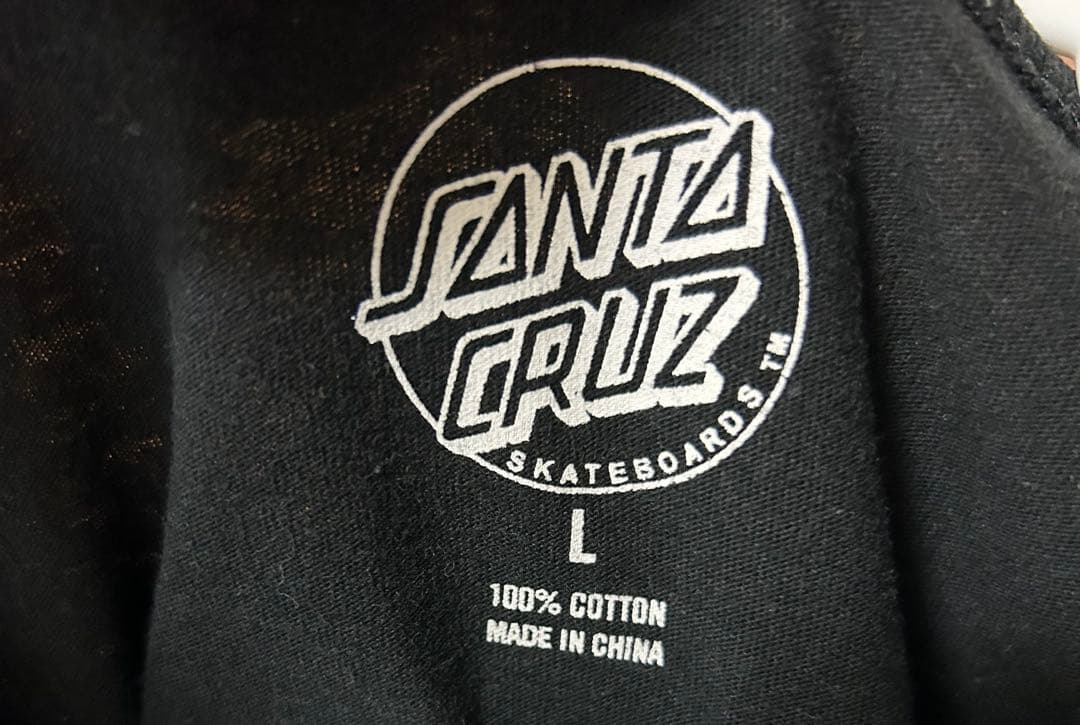 SANTA
CRUZ
SKATEBOARDS TM
L
100% COTTON
MADE IN CHINA